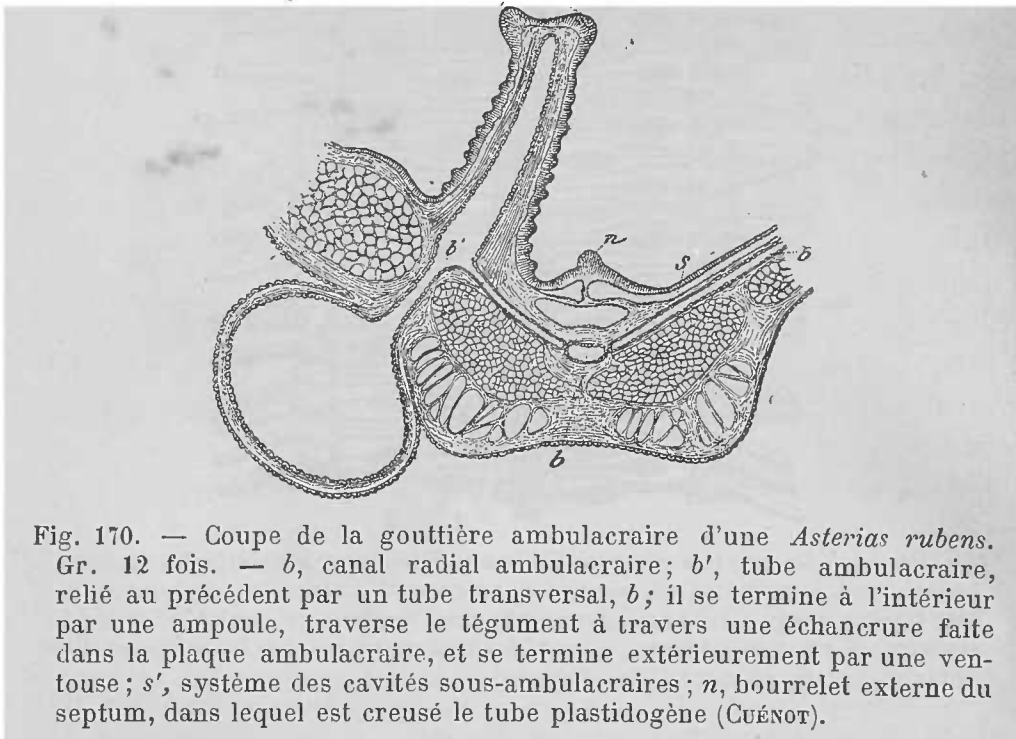 n
s
b
b'
b
Fig. 170. — Coupe de la gouttière ambulacraire d'une Asterias rubens.
Gr. 12 fois. — b, canal radial ambulacraire; b', tube ambulacraire,
relié au précédent par un tube transversal, b; il se termine à l'intérieur
par une ampoule, traverse le tégument à travers une échancrure faite
dans la plaque ambulacraire, et se termine extérieurement par une ven-
touse; s', système des cavités sous-ambulacraires; n, bourrelet externe du
septum, dans lequel est creusé le tube plastidogène (CUÉNOT).